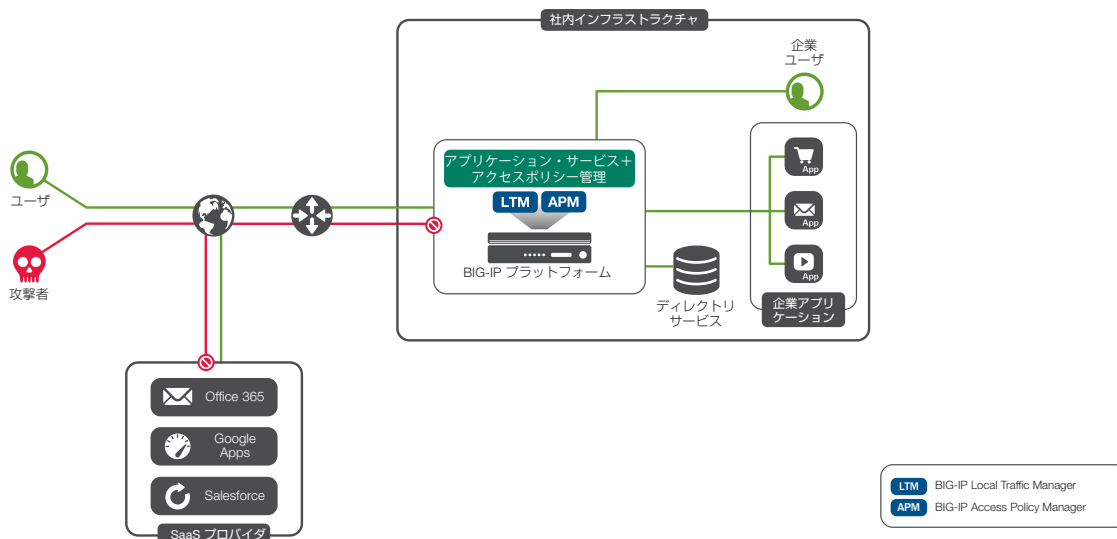 社内インフラストラクチャ
企業
ユーザ
アプリケーション・サービス＋
アクセスポリシー管理
LTM
APM
BIG-IP プラットフォーム
ユーザ
攻撃者
App
App
App
企業アプリ
ケーション
ディレクトリ
サービス
Office 365
Google
Apps
Salesforce
SaaS プロバイダ
LTM BIG-IP Local Traffic Manager
APM BIG-IP Access Policy Manager